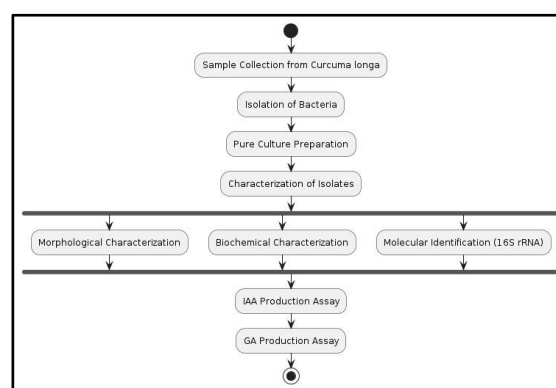 Sample Collection from Curcuma longa
Isolation of Bacteria
Pure Culture Preparation
Characterization of Isolates
Morphological Characterization
Biochemical Characterization
Molecular Identification (16S rRNA)
IAA Production Assay
GA Production Assay